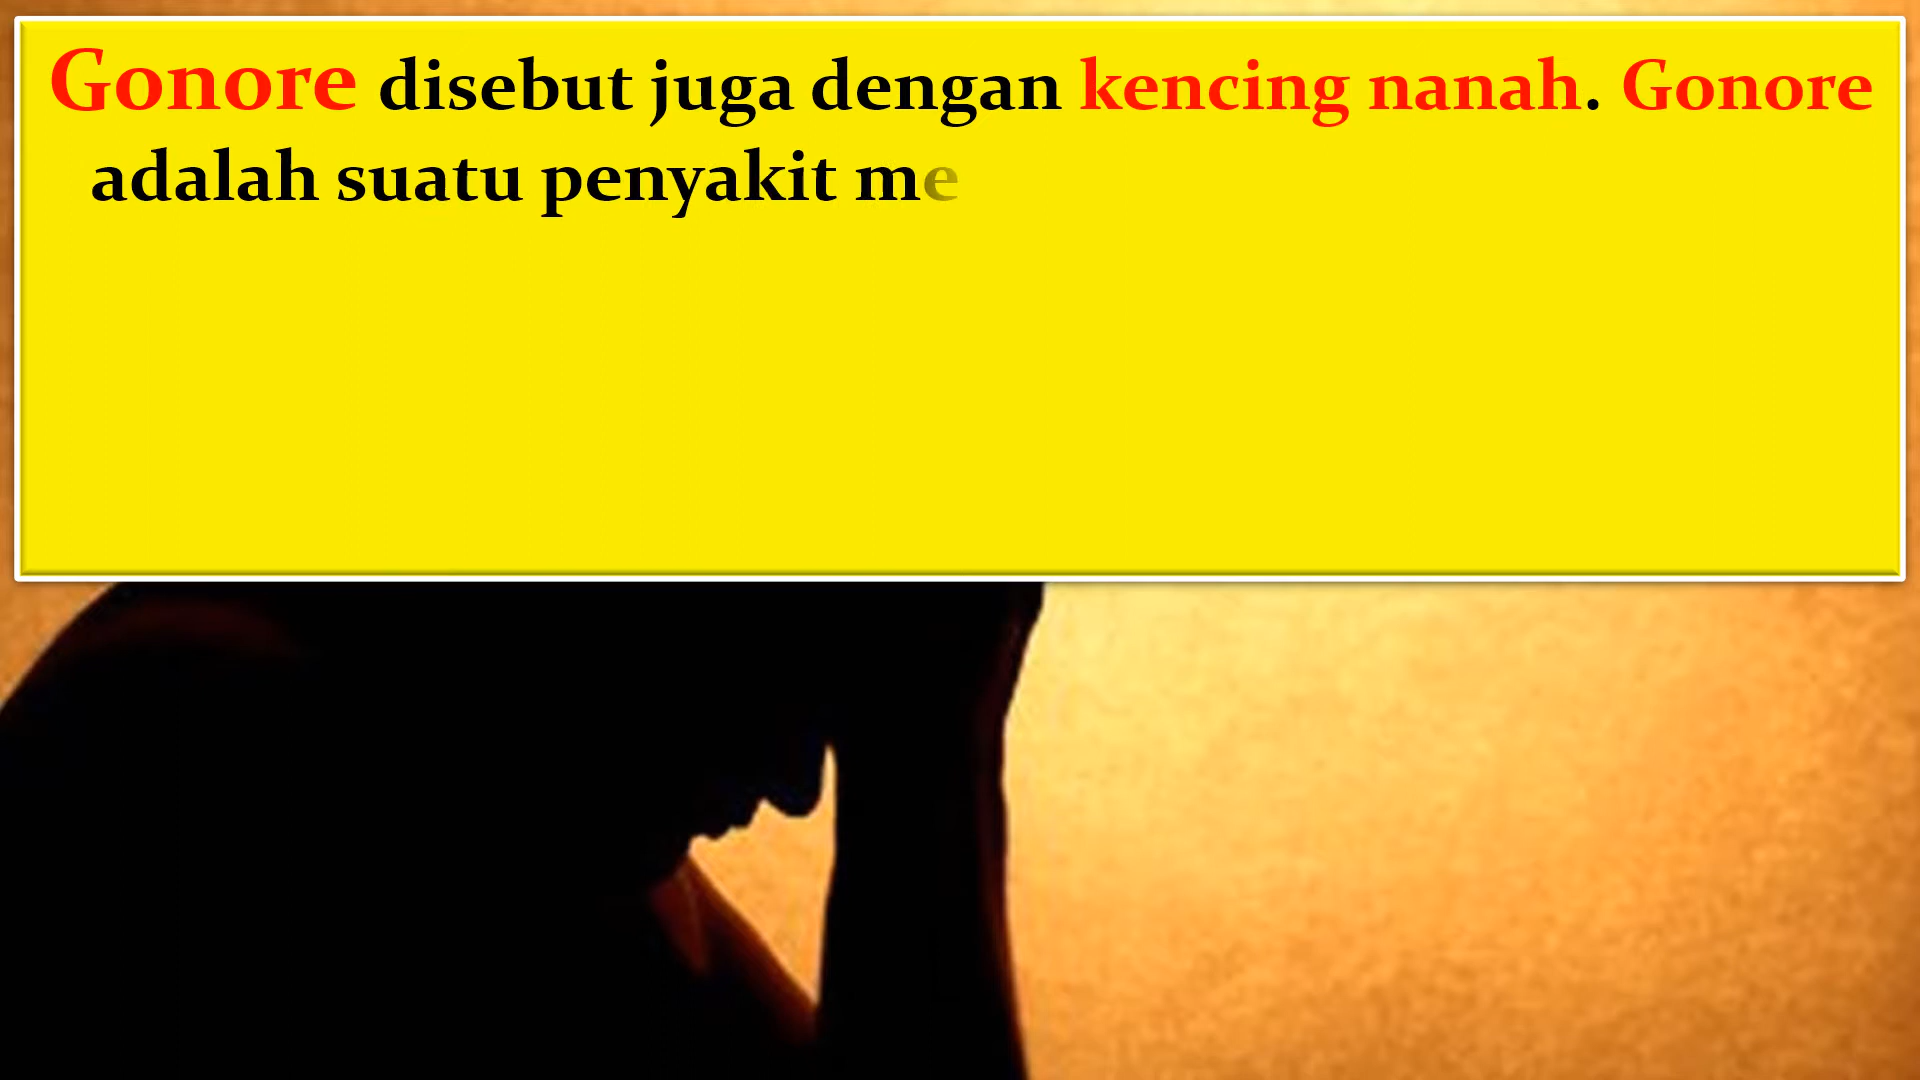 Gonore disebut juga dengan kencing nanah. Gonore
adalah suatu penyakit me